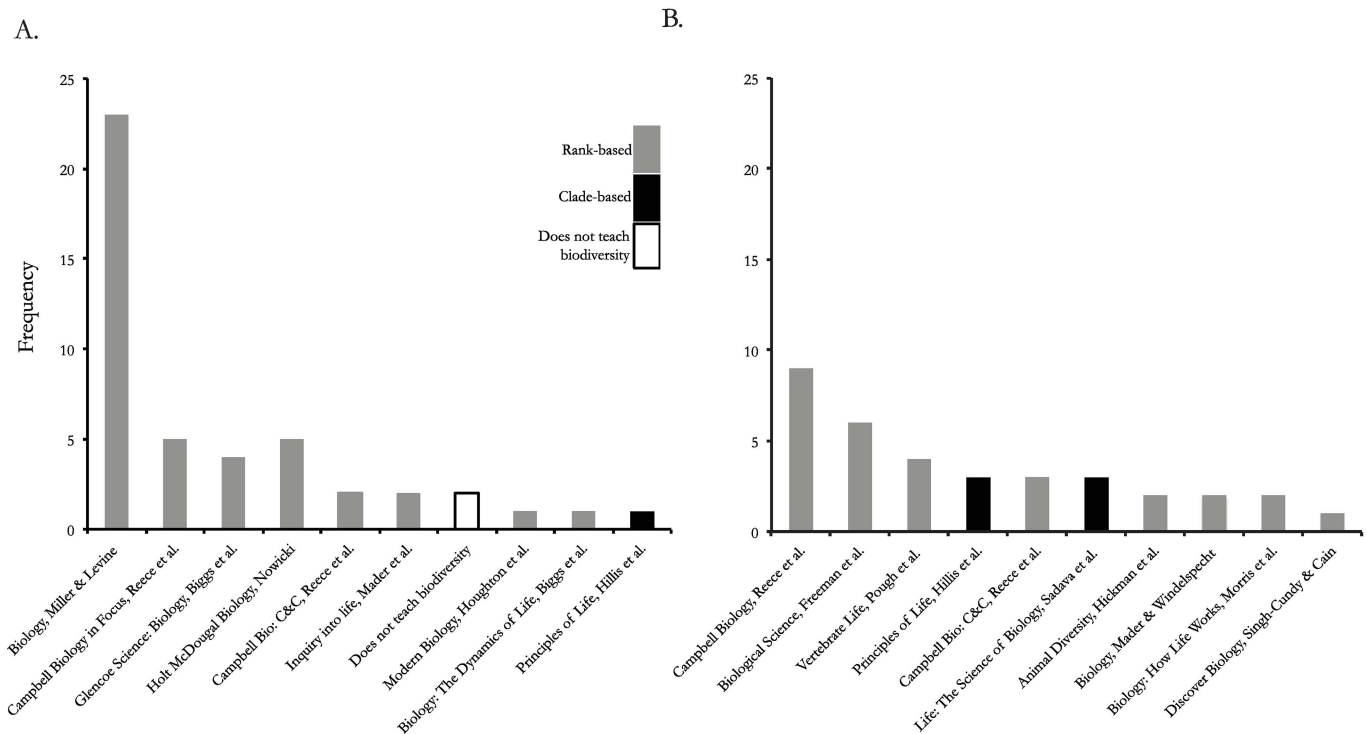 A.
B.
Frequency
25
20
15
10
5
0
Rank-based
Clade-based
Does not teach
biodiversity
Biology, Miller & Levine
Campbell Biology in Focus, Reece et al.
Glencoe Science: Biology, Biggs et al.
Holt McDougal Biology, Nowicki
Campbell Bio: C&C, Reece et al.
Inquiry into life, Mader et al.
Does not teach biodiversity
Modern Biology, Houghton et al.
Biology: The Dynamics of Life, Biggs et al.
Principles of Life, Hillis et al.
25
20
15
10
5
0
Campbell Biology, Reece et al.
Biological Science, Freeman et al.
Vertebrate Life, Pough et al.
Principles of Life, Hillis et al.
Campbell Bio: C&C, Reece et al.
Life: The Science of Biology, Sadava et al.
Animal Diversity, Hickman et al.
Biology, Mader & Windelspecht
Biology: How Life Works, Morris et al.
Discover Biology, Singh-Cundy & Cain